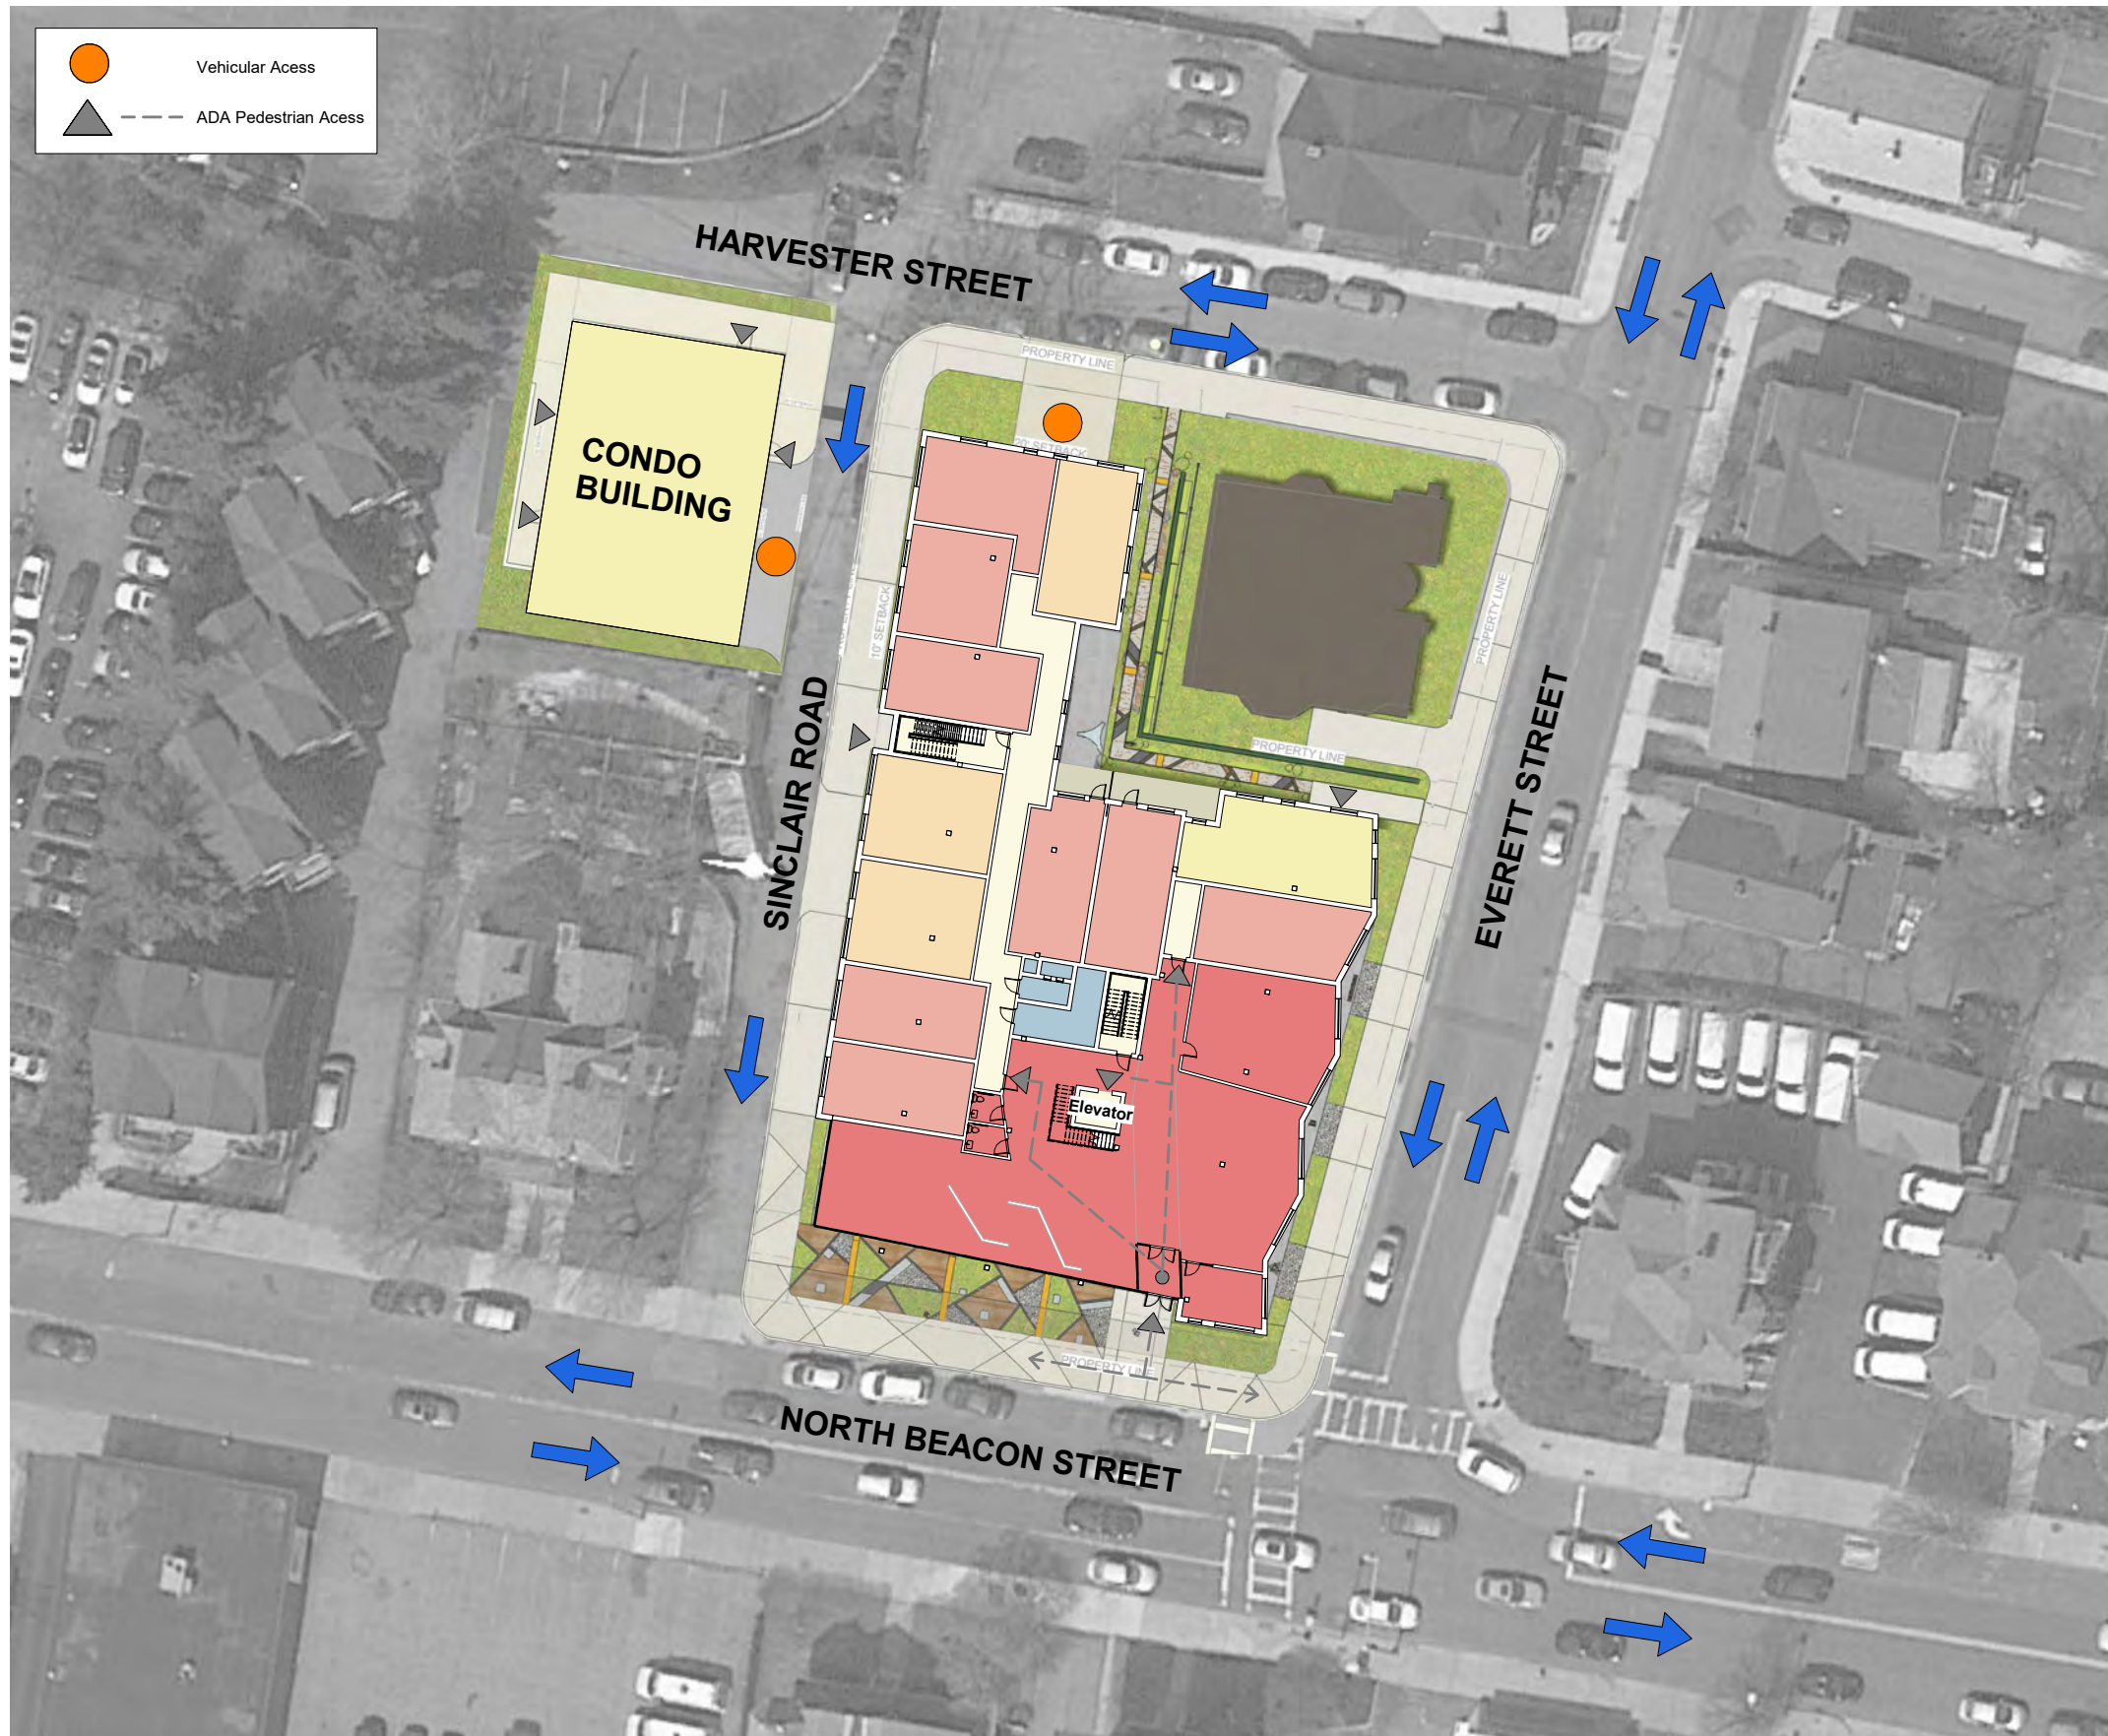 Vehicular Acess
ADA Pedestrian Acess
HARVESTER STREET
PROPERTY LINE
20' SETBACK
CONDO
BUILDING
10' SETBACK
PROPERTY LINE
SINCLAIR ROAD
PROPERTY LINE
EVERETT STREET
Elevator
PROPERTY LINE
NORTH BEACON STREET